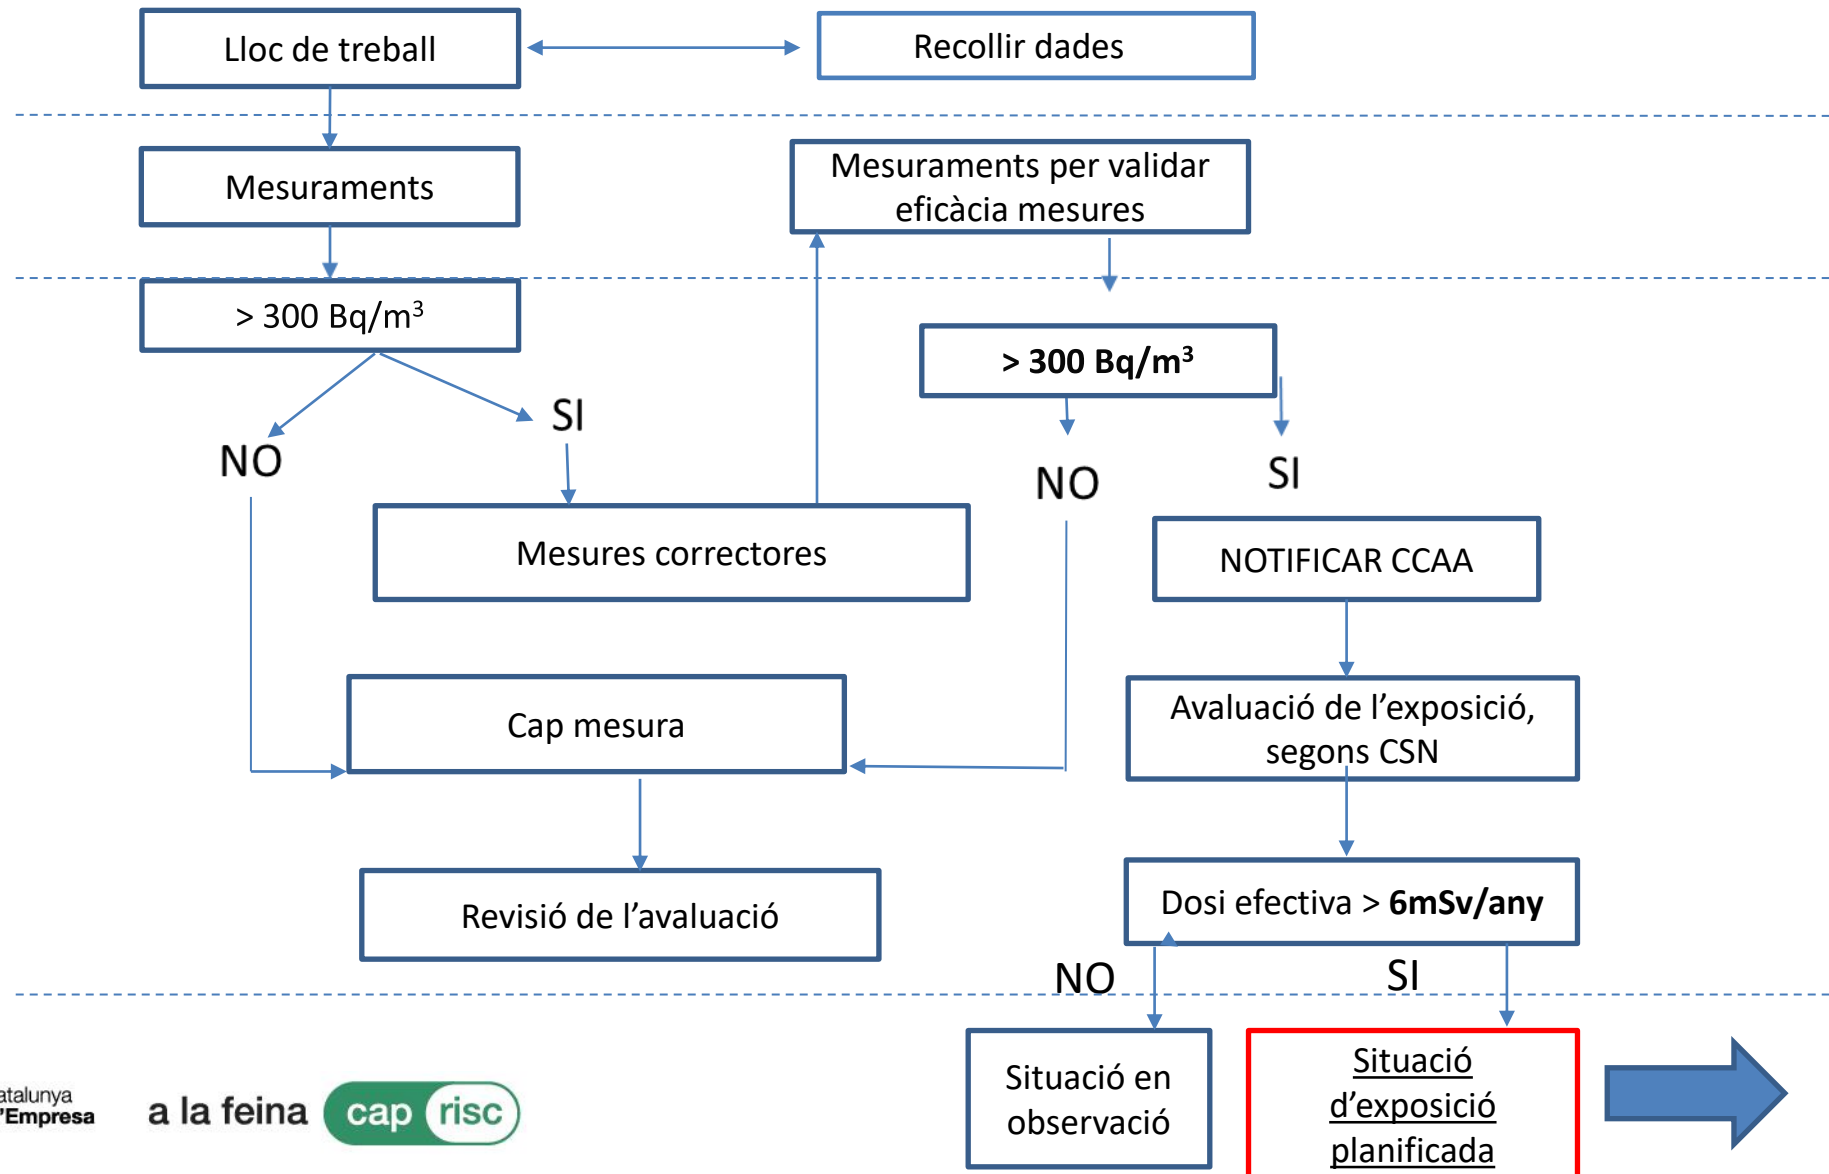 Lloc de treball
Recollir dades
Mesuraments
Mesuraments per validar
eficàcia mesures
> 300 Bq/m³
> 300 Bq/m³
SI
NO
NO
SI
Mesures correctores
NOTIFICAR CCAA
Cap mesura
Avaluació de l’exposició,
segons CSN
Revisió de l’avaluació
Dosi efectiva > 6mSv/any
NO
SI
Situació en
observació
Situació
d’exposició
planificada
atalunya
'Empresa
a la feina cap risc